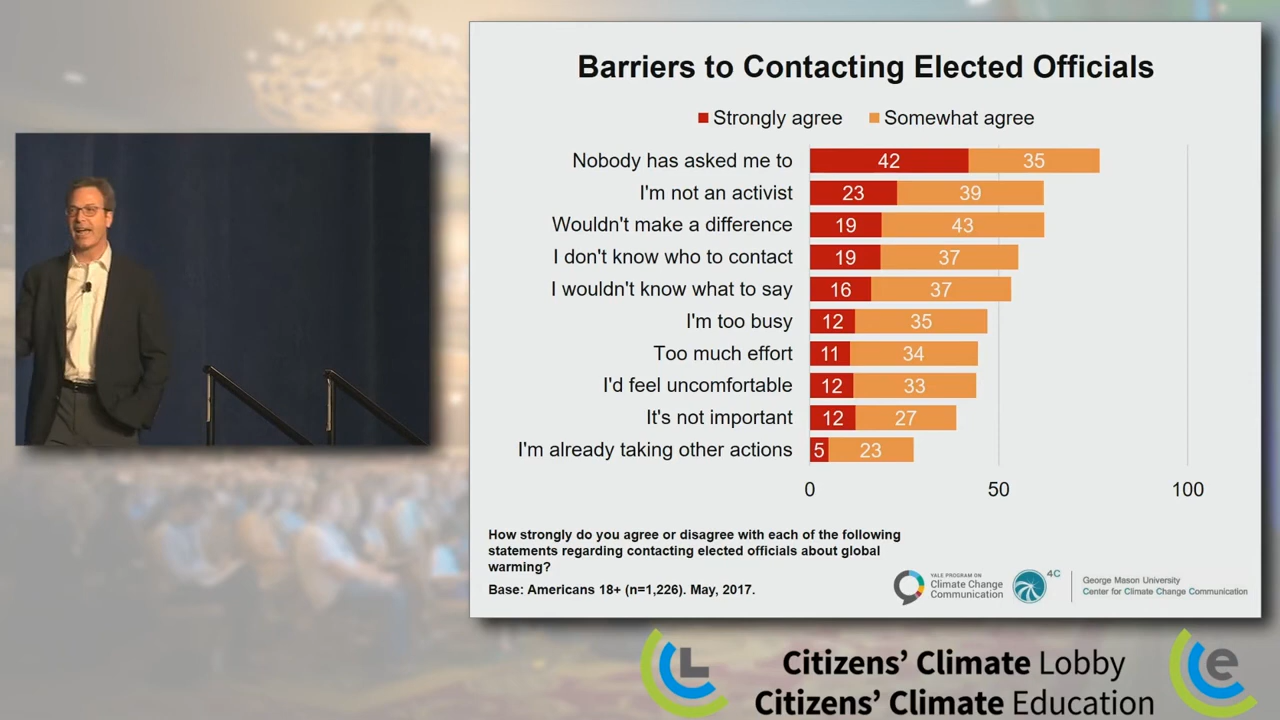 Barriers to Contacting Elected Officials
Strongly agree
Somewhat agree
Nobody has asked me to 42 35
I'm not an activist 23 39
Wouldn't make a difference 19 43
I don't know who to contact 19 37
I wouldn't know what to say 16 37
I'm too busy 12 35
Too much effort 11 34
I'd feel uncomfortable 12 33
It's not important 12 27
I'm already taking other actions 5 23
0 50 100
How strongly do you agree or disagree with each of the following
statements regarding contacting elected officials about global
warming?
Base: Americans 18+ (n=1,226). May, 2017.
YALE PROGRAM ON
Climate Change
Communication
4C
George Mason University
Center for Climate Change Communication
L
Citizens' Climate Lobby
Citizens' Climate Education
e